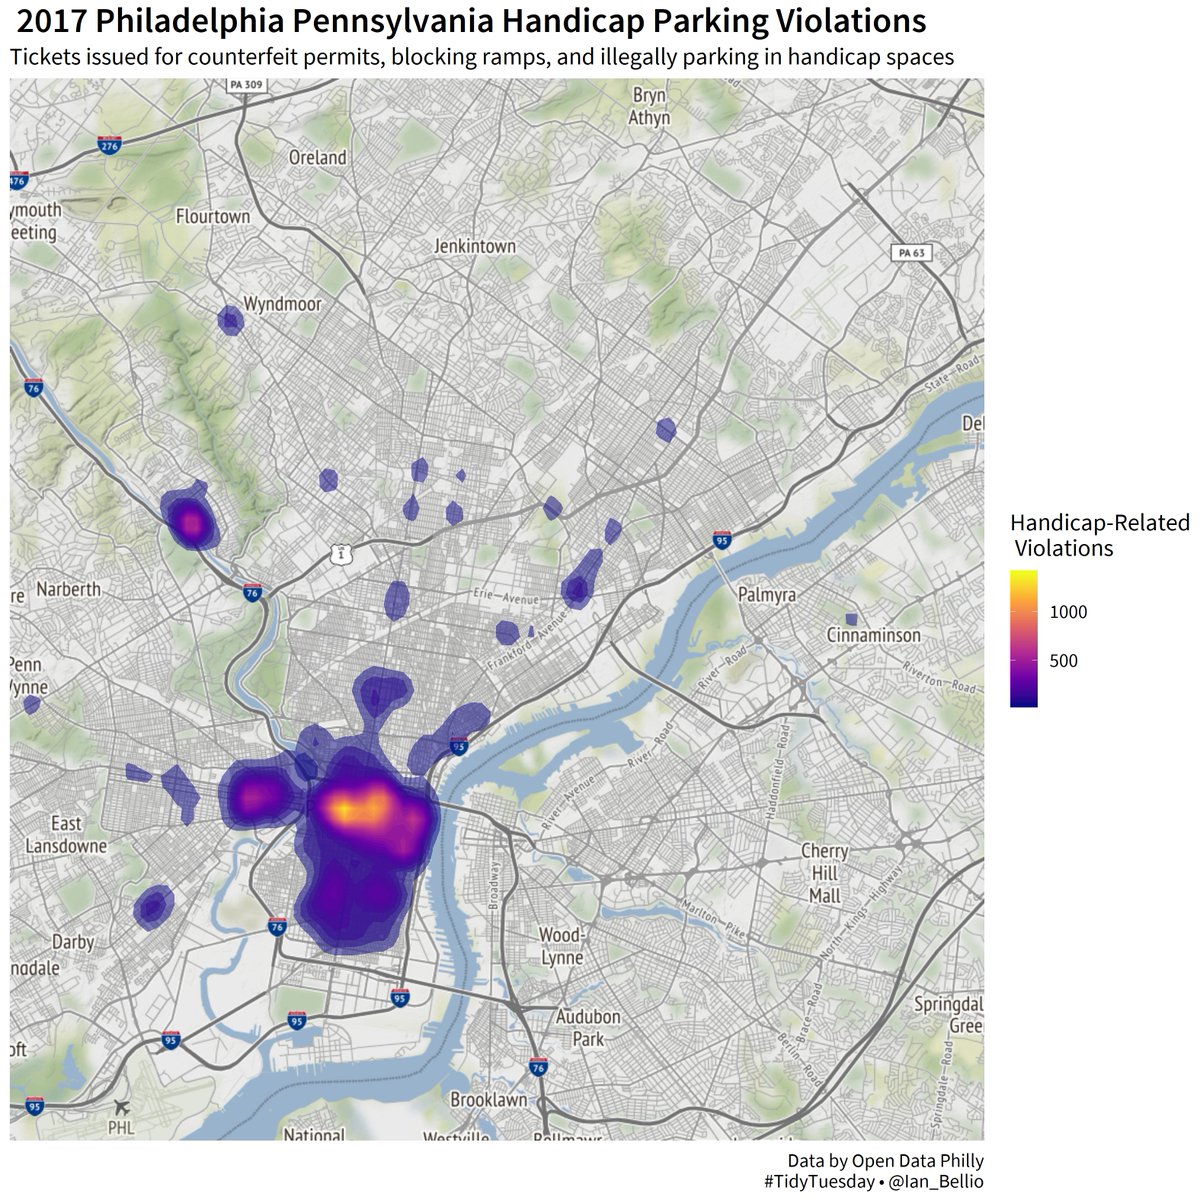 2017 Philadelphia Pennsylvania Handicap Parking Violations
Tickets issued for counterfeit permits, blocking ramps, and illegally parking in handicap spaces
PA 309
Bryn
Athyn
276
Oreland
476
ymouth
eeting
Flourtown
Jenkintown
PA 63
Wyndmoor
State—Road
76
Del
95
US
1
Narberth
re
76
Erie—Avenue
Palmyra
Cinnaminson
Frankford—Avenue
River—Road
Riverton—Road
Penn
Wynne
95
River—Road
Haddonfield—Road
River—Avenue
East
Lansdowne
Cherry
Hill
Mall
Broadway
Marlton—Pike
North—Kings—Highway
76
Darby
ngdale
Wood-
Lynne
95
95
95
Audubon
Park
Springdal
Gree
Brace—Road
Berlin—Road
Springdale—Road
oft
76
95
PHL
Brooklawn
National
Westville
Bellmawr
Handicap-Related
Violations
1000
500
Data by Open Data Philly
#TidyTuesday • @Ian_Bellio